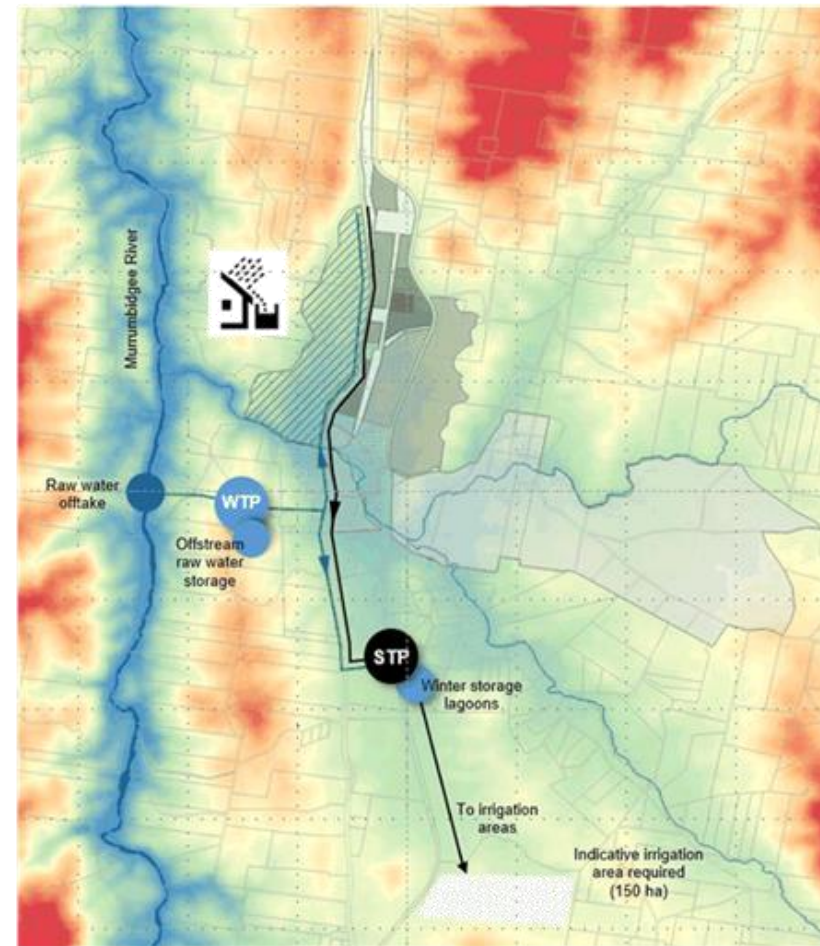 Murrumbidgee River
Raw water
offtake
WTP
Offstream
raw water
storage
STP
Winter storage
lagoons
To irrigation
areas
Indicative irrigation
area required
(150 ha)